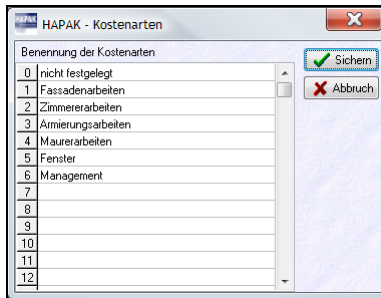 HAPAK HAPAK - Kostenarten
Benennung der Kostenarten
0 nicht festgelegt
1 Fassadenarbeiten
2 Zimmererarbeiten
3 Armierungsarbeiten
4 Maurerarbeiten
5 Fenster
6 Management
7
8
9
10
11
12
Sichern
Abbruch